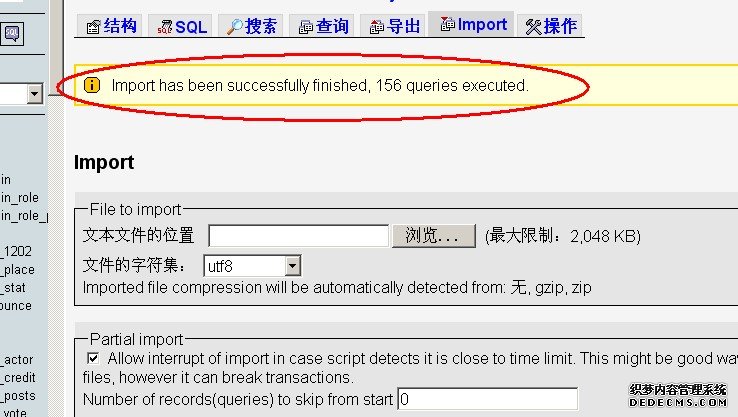 结构 SQL 搜索 查询 导出 Import 操作
Import has been successfully finished, 156 queries executed.
Import
File to import
文本文件的位置 浏览... (最大限制：2,048 KB)
文件的字符集： utf8
Imported file compression will be automatically detected from: 无, gzip, zip
Partial import
Allow interrupt of import in case script detects it is close to time limit. This might be good wa
files, however it can break transactions.
Number of records(queries) to skip from start 0
in
in_role
in_role_
_1202
_place
_stat
ounce
_actor
_credit
_posts
_vote
织梦内容管理系统
DEDECMS.COM